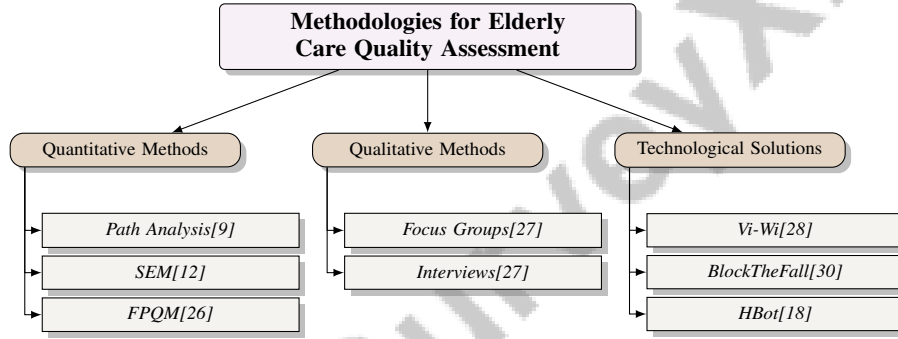 Methodologies for Elderly
Care Quality Assessment
Quantitative Methods
Qualitative Methods
Technological Solutions
Path Analysis[9]
SEM[12]
FPQM[26]
Focus Groups[27]
Interviews[27]
Vi-Wi[28]
BlockTheFall[30]
HBot[18]